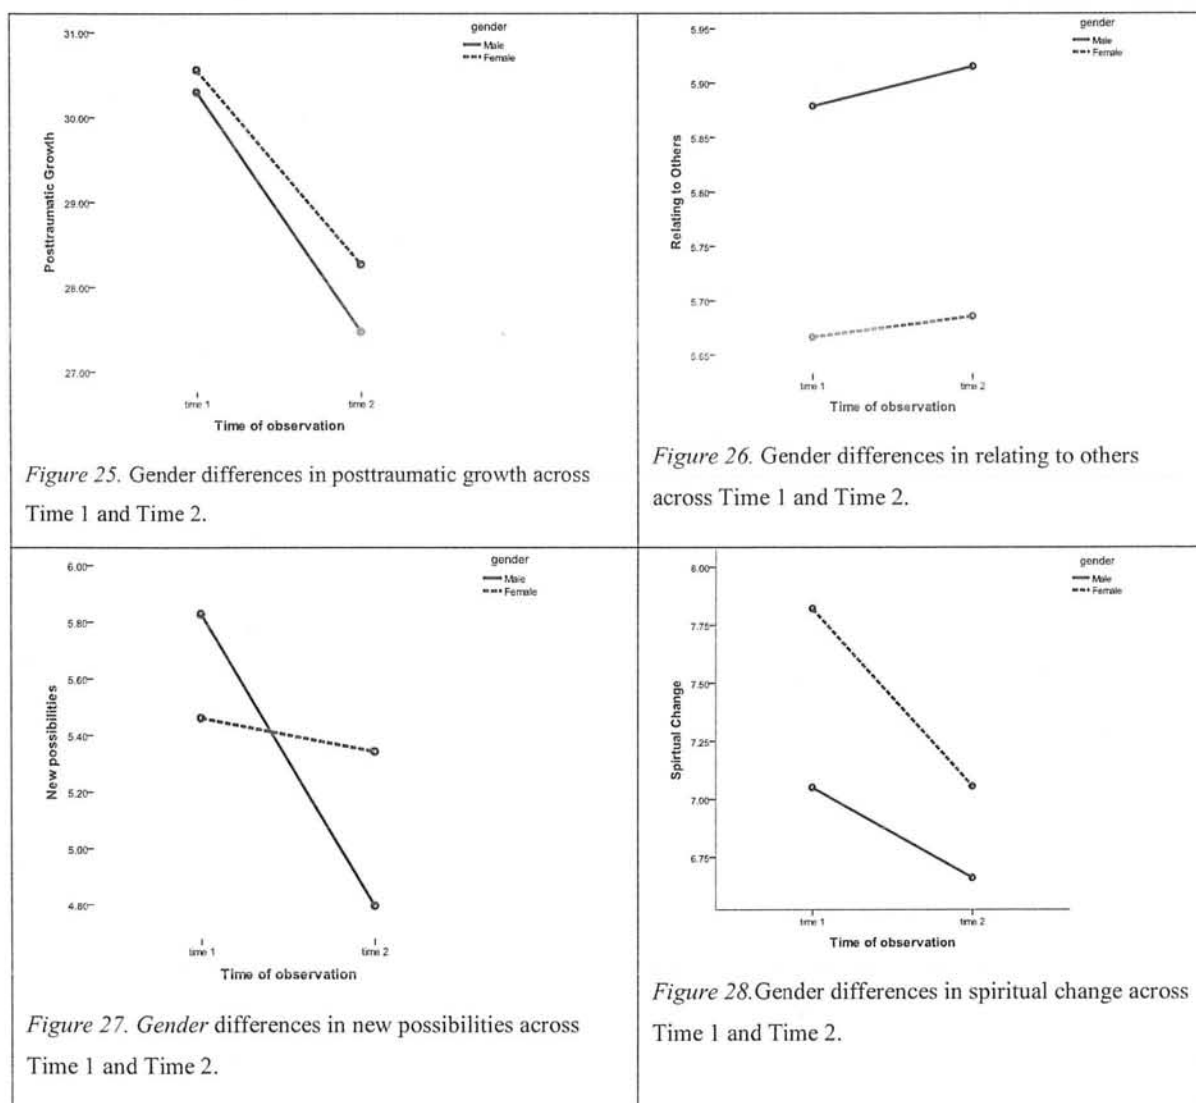 gender
Male
Female
31.00
30.00
29.00
28.00
27.00
Posttraumatic Growth
time 1 time 2
Time of observation
Figure 25. Gender differences in posttraumatic growth across
Time 1 and Time 2.
gender
Male
Female
5.95
5.90
5.85
5.80
5.75
5.70
5.65
Relating to Others
time 1 time 2
Time of observation
Figure 26. Gender differences in relating to others
across Time 1 and Time 2.
gender
Male
Female
6.00
5.80
5.60
5.40
5.20
5.00
4.80
New possibilities
time 1 time 2
Time of observation
Figure 27. Gender differences in new possibilities across
Time 1 and Time 2.
gender
Male
Female
8.00
7.75
7.50
7.25
7.00
6.75
Spirtual Change
time 1 time 2
Time of observation
Figure 28.Gender differences in spiritual change across
Time 1 and Time 2.